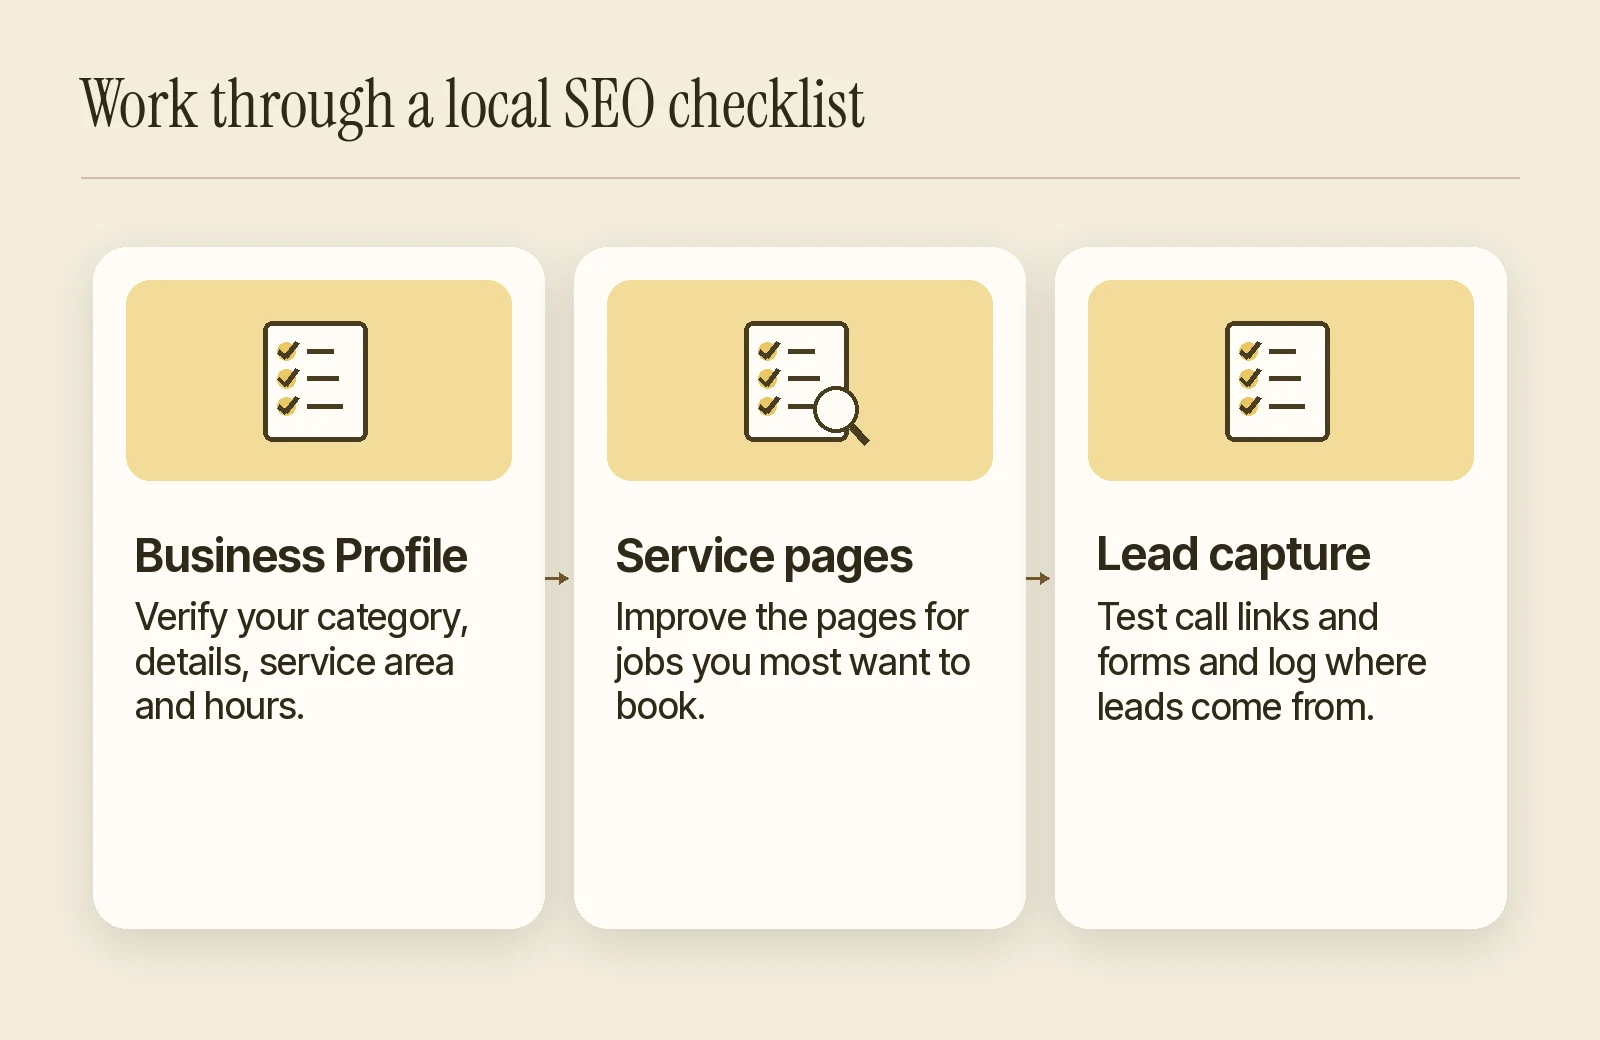 Work through a local SEO checklist
Business Profile
Verify your category,
details, service area
and hours.
Service pages
Improve the pages for
jobs you most want to
book.
Lead capture
Test call links and
forms and log where
leads come from.